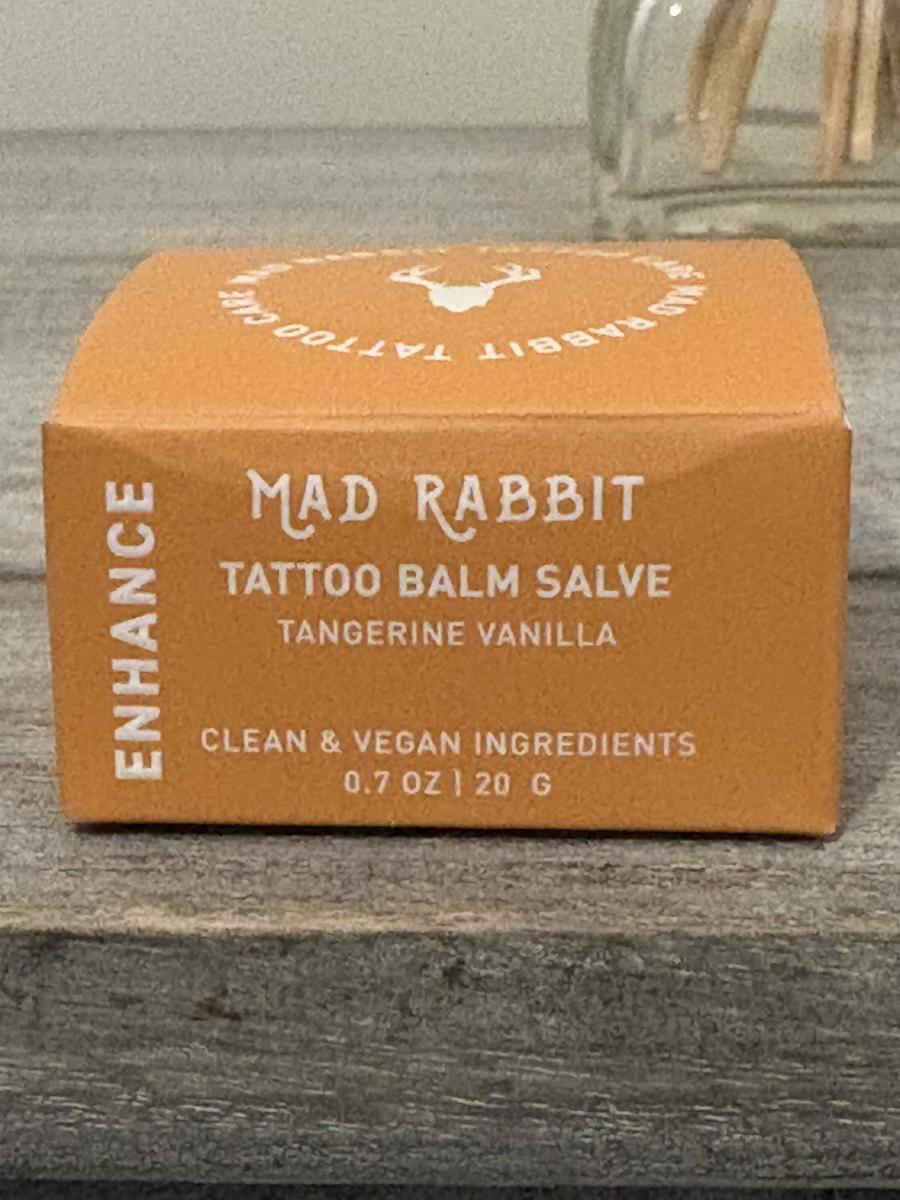 MAD RABBIT TATTOO CARE
MAD RABBIT
TATTOO BALM SALVE
TANGERINE VANILLA
CLEAN & VEGAN INGREDIENTS
0.7 OZ | 20 G
ENHANCE